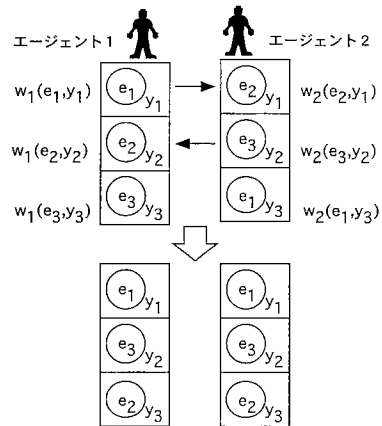 エージェント1 エージェント2
w1(e1,y1) e1 y1 e2 y1 w2(e2,y1)
w1(e2,y2) e2 y2 e3 y2 w2(e3,y2)
w1(e3,y3) e3 y3 e1 y3 w2(e1,y3)
e1 y1 e1 y1
e3 y2 e3 y2
e2 y3 e2 y3